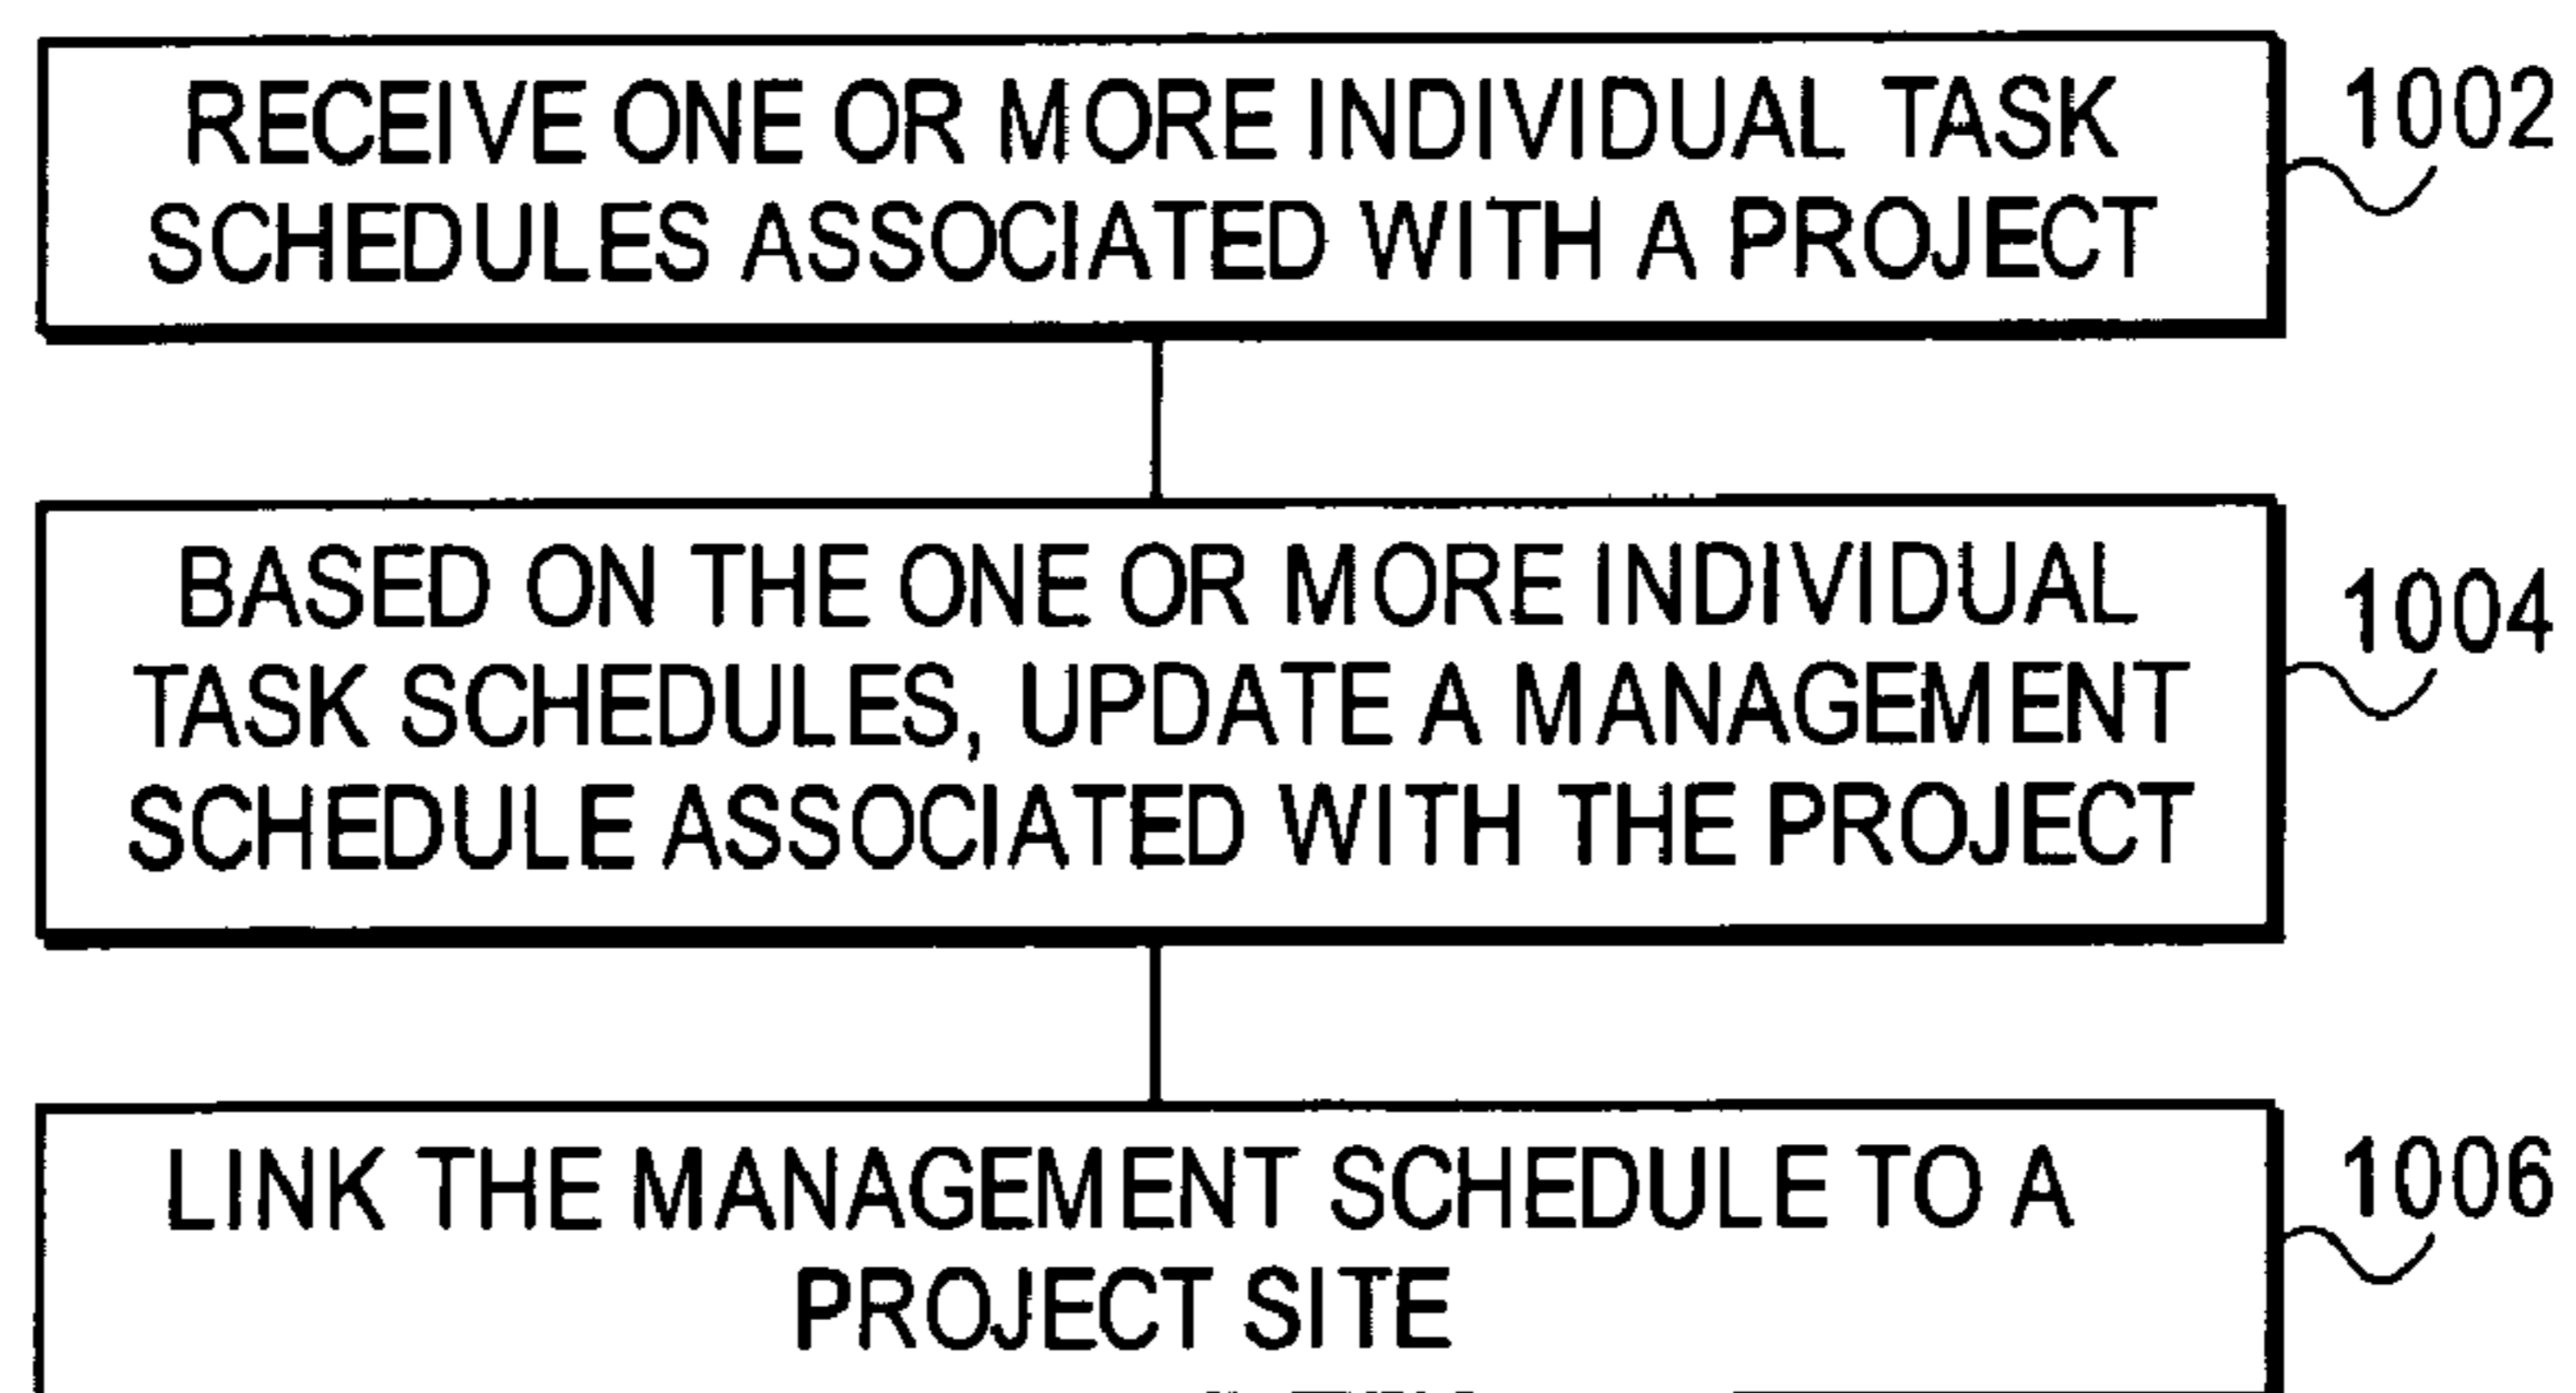 RECEIVE ONE OR MORE INDIVIDUAL TASK
SCHEDULES ASSOCIATED WITH A PROJECT
1002
BASED ON THE ONE OR MORE INDIVIDUAL
TASK SCHEDULES, UPDATE A MANAGEMENT
SCHEDULE ASSOCIATED WITH THE PROJECT
1004
LINK THE MANAGEMENT SCHEDULE TO A
PROJECT SITE
1006